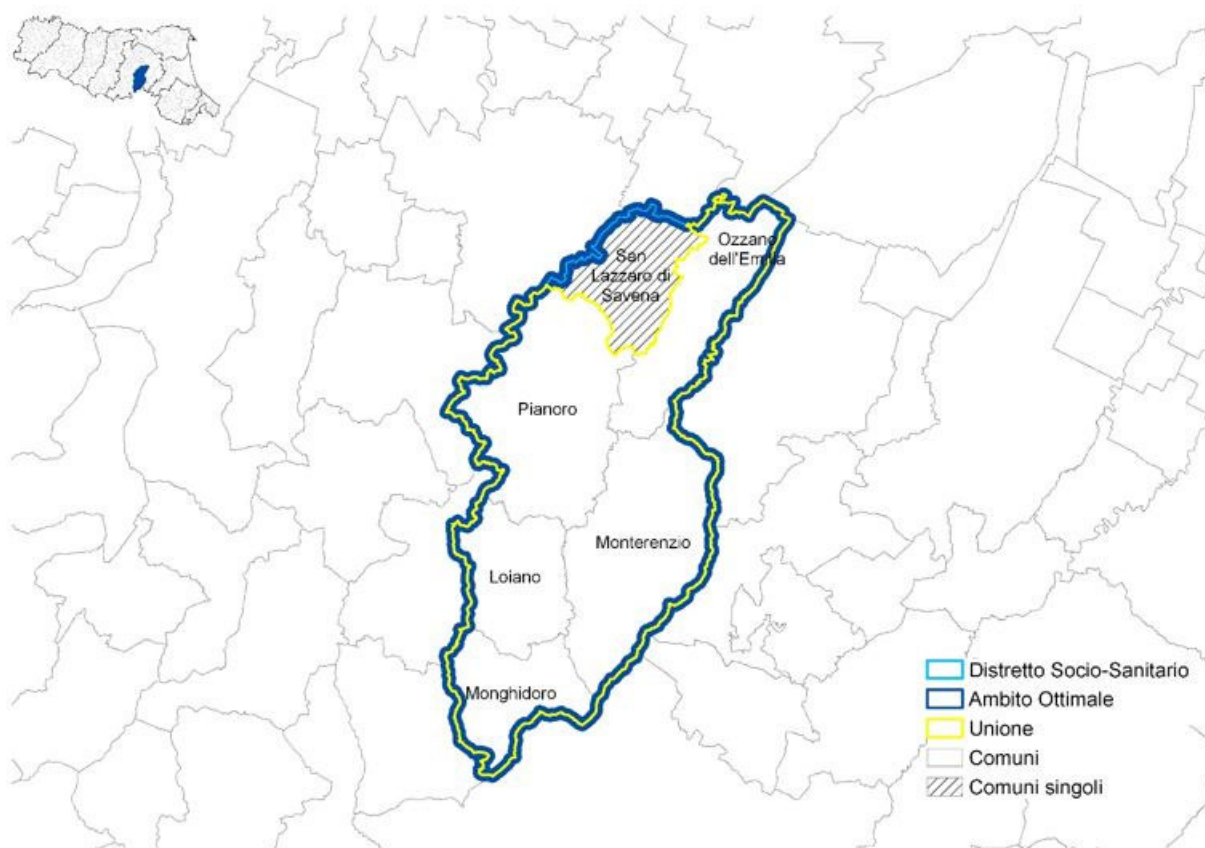 Ozzano
dell'Emilia
San
Lazzaro di
Savena
Pianoro
Monterenzio
Loiano
Monghidoro
Distretto Socio-Sanitario
Ambito Ottimale
Unione
Comuni
Comuni singoli